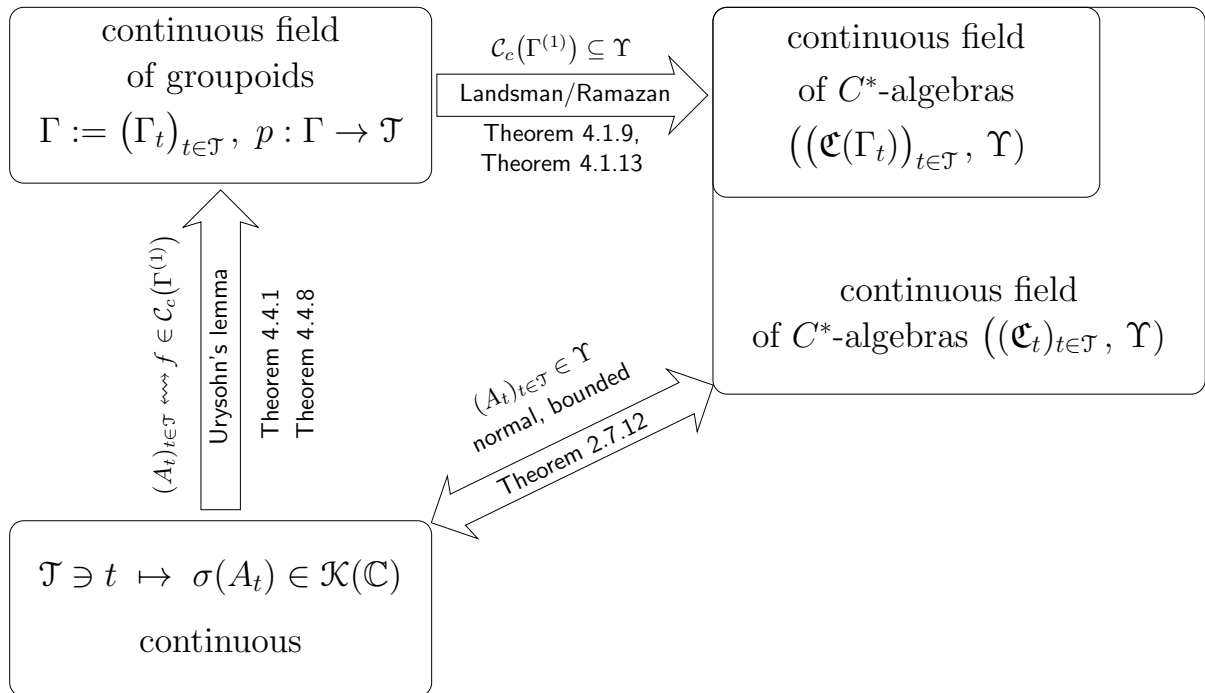 continuous field
of groupoids
Γ := (Γ_t)_{t∈𝒯}, p : Γ → 𝒯
𝒞_c(Γ^{(1)}) ⊆ Υ
Landsman/Ramazan
Theorem 4.1.9,
Theorem 4.1.13
continuous field
of C*-algebras
((ℭ(Γ_t))_{t∈𝒯}, Υ)
continuous field
of C*-algebras ((ℭ_t)_{t∈𝒯}, Υ)
(A_t)_{t∈𝒯} ↭ f ∈ 𝒞_c(Γ^{(1)})
Urysohn's lemma
Theorem 4.4.1
Theorem 4.4.8
(A_t)_{t∈𝒯} ∈ Υ
normal, bounded
Theorem 2.7.12
𝒯 ∋ t ↦ σ(A_t) ∈ 𝒦(ℂ)
continuous